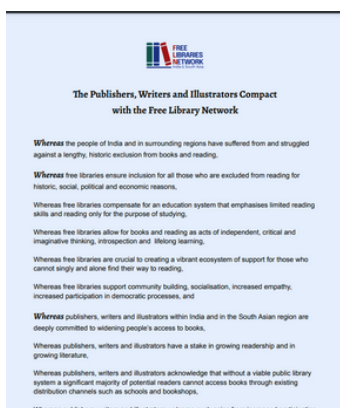 FREE
LIBRARIES
NETWORK
India & South Asia
The Publishers, Writers and Illustrators Compact
with the Free Library Network
Whereas the people of India and in surrounding regions have suffered from and struggled
against a lengthy, historic exclusion from books and reading,
Whereas free libraries ensure inclusion for all those who are excluded from reading for
historic, social, political and economic reasons,
Whereas free libraries compensate for an education system that emphasises limited reading
skills and reading only for the purpose of studying,
Whereas free libraries allow for books and reading as acts of independent, critical and
imaginative thinking, introspection and lifelong learning,
Whereas free libraries are crucial to creating a vibrant ecosystem of support for those who
cannot singly and alone find their way to reading,
Whereas free libraries support community building, socialisation, increased empathy,
increased participation in democratic processes, and
Whereas publishers, writers and illustrators within India and in the South Asian region are
deeply committed to widening people's access to books,
Whereas publishers, writers and illustrators have a stake in growing readership and in
growing literature,
Whereas publishers, writers and illustrators acknowledge that without a viable public library
system a significant majority of potential readers cannot access books through existing
distribution channels such as schools and bookshops,